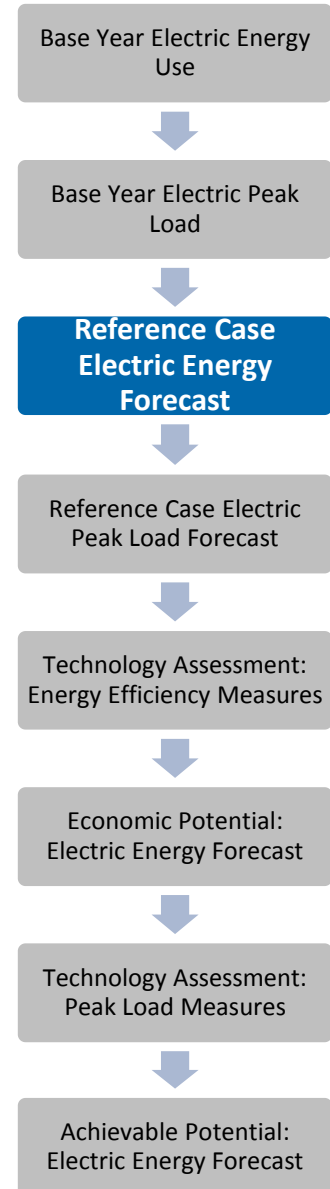 Base Year Electric Energy
Use
Base Year Electric Peak
Load
Reference Case
Electric Energy
Forecast
Reference Case Electric
Peak Load Forecast
Technology Assessment:
Energy Efficiency Measures
Economic Potential:
Electric Energy Forecast
Technology Assessment:
Peak Load Measures
Achievable Potential:
Electric Energy Forecast